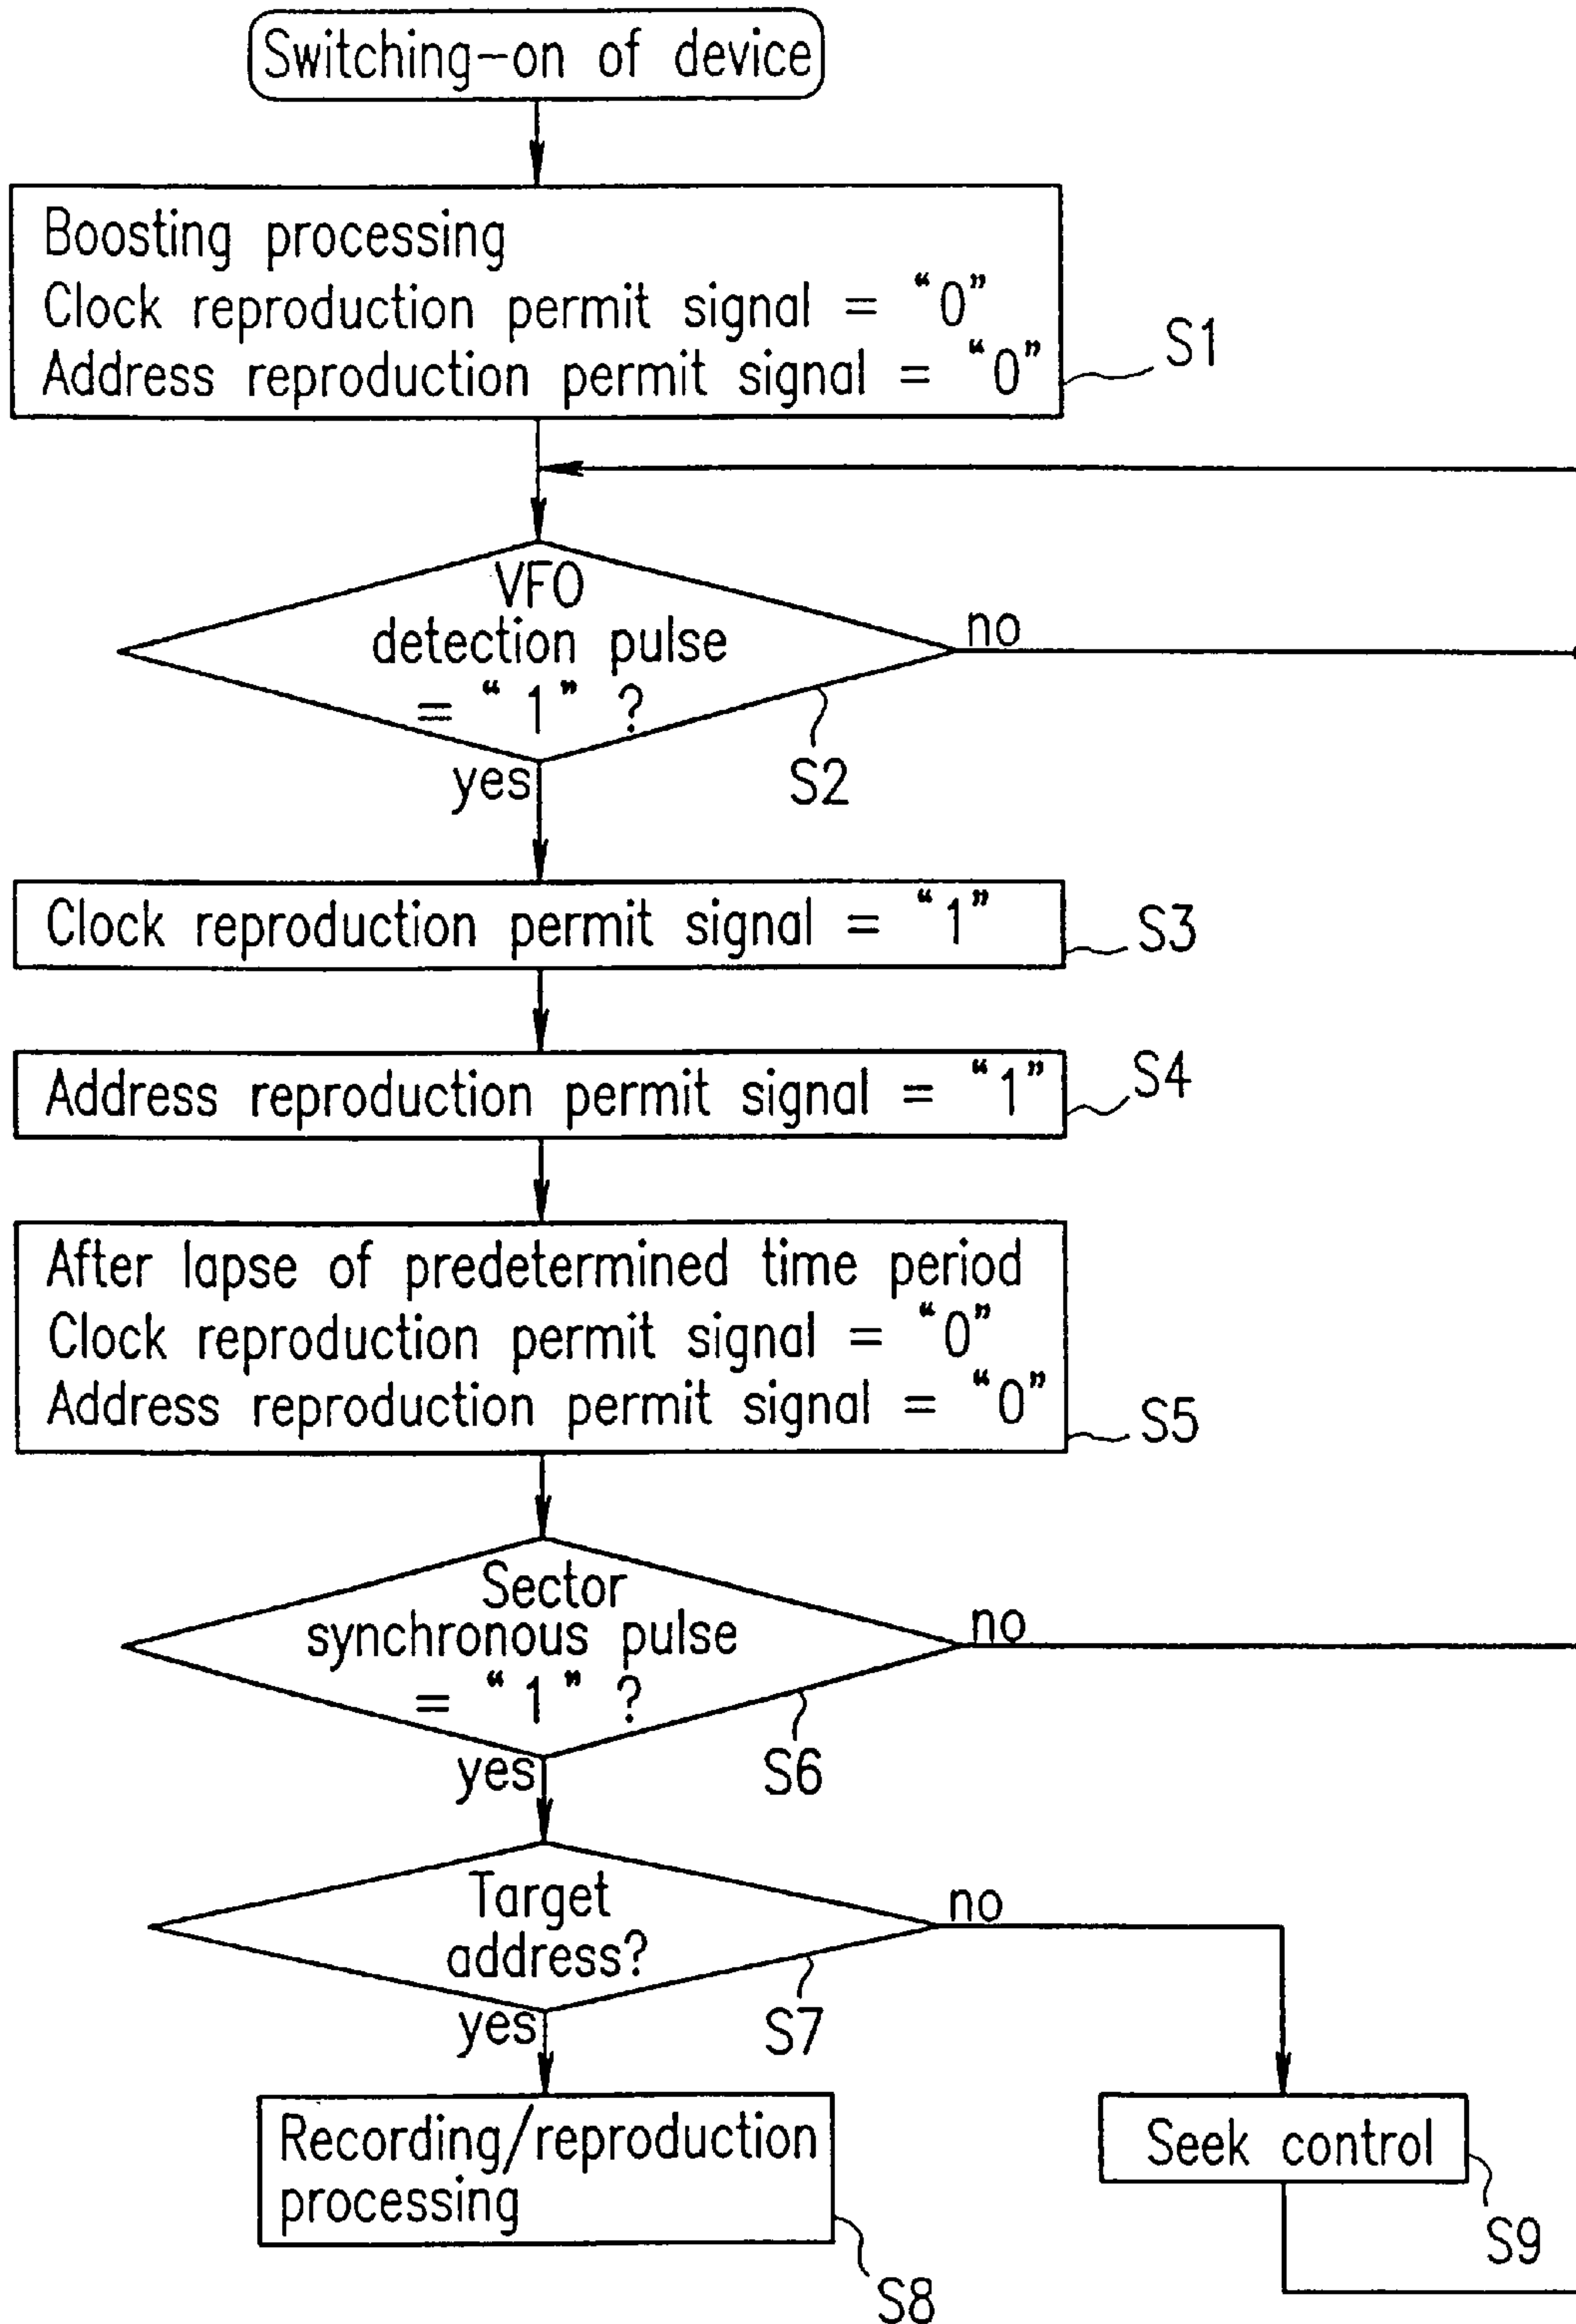 Switching-on of device
Boosting processing
Clock reproduction permit signal = “0”
Address reproduction permit signal = “0”
S1
VFO
detection pulse
= “1” ?
no
S2
yes
Clock reproduction permit signal = “1”
S3
Address reproduction permit signal = “1”
S4
After lapse of predetermined time period
Clock reproduction permit signal = “0”
Address reproduction permit signal = “0”
S5
Sector
synchronous pulse
= “1” ?
no
S6
yes
Target
address?
no
S7
yes
Recording/reproduction
processing
S8
Seek control
S9